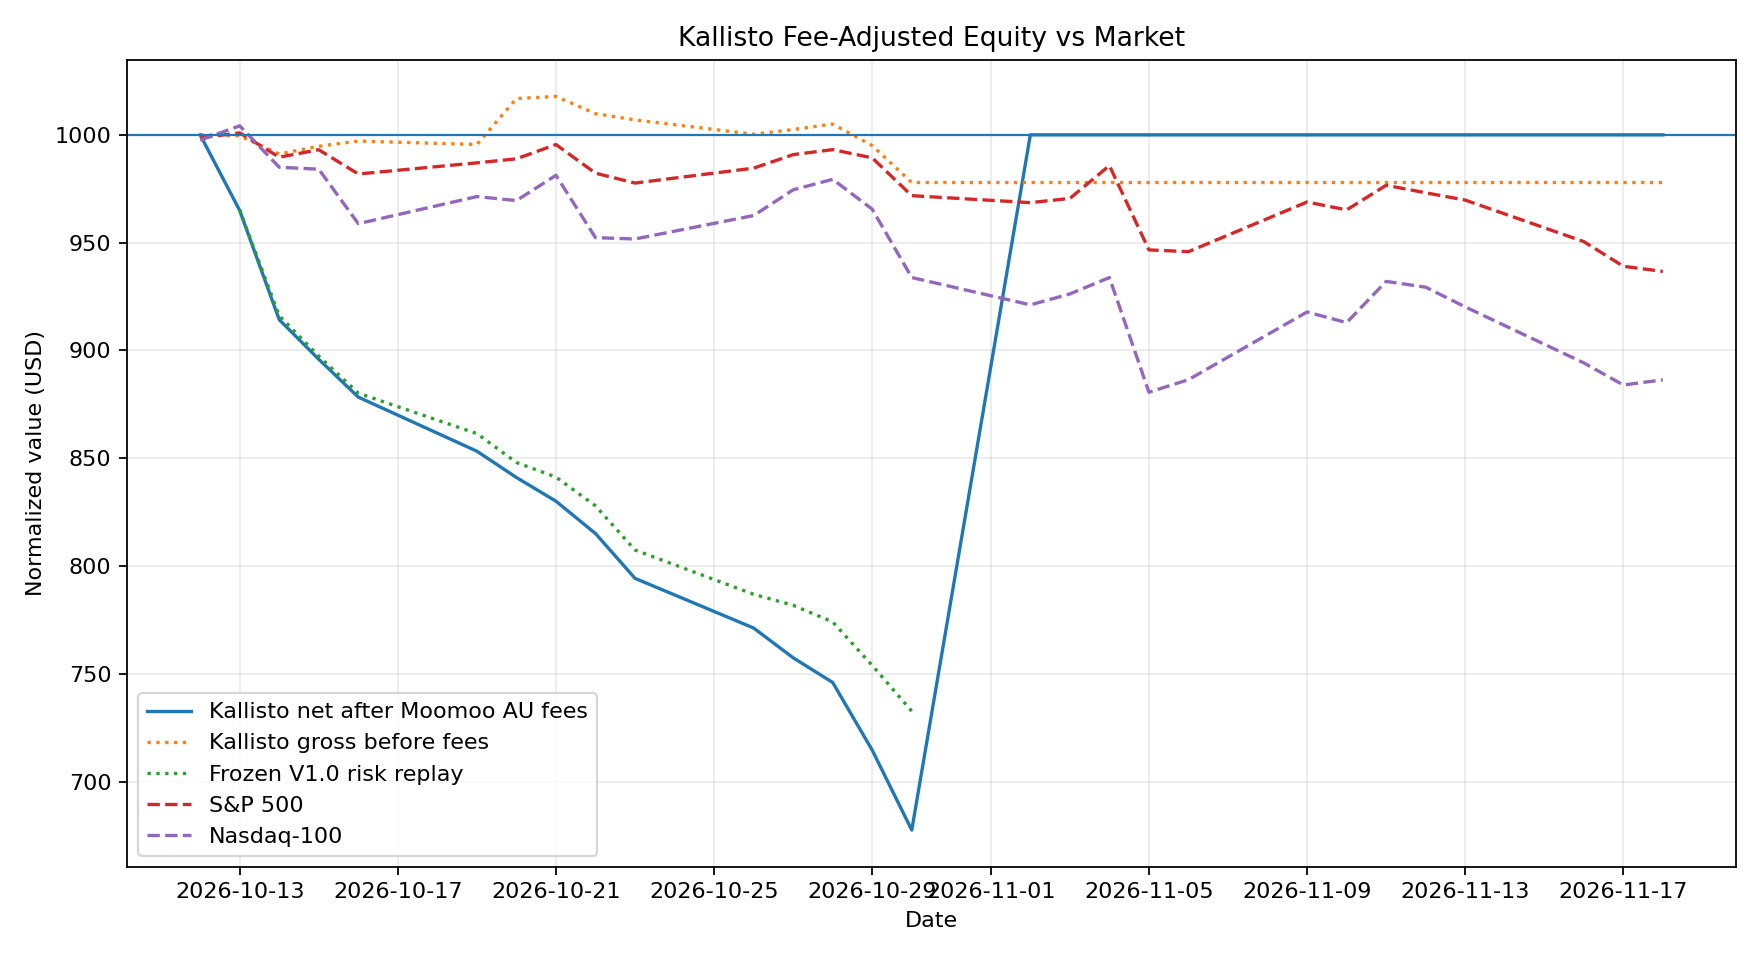 Kallisto Fee-Adjusted Equity vs Market
Normalized value (USD)
1000
950
900
850
800
750
700
Kallisto net after Moomoo AU fees
Kallisto gross before fees
Frozen V1.0 risk replay
S&P 500
Nasdaq-100
2026-10-13 2026-10-17 2026-10-21 2026-10-25 2026-10-29 2026-11-01 2026-11-05 2026-11-09 2026-11-13 2026-11-17
Date